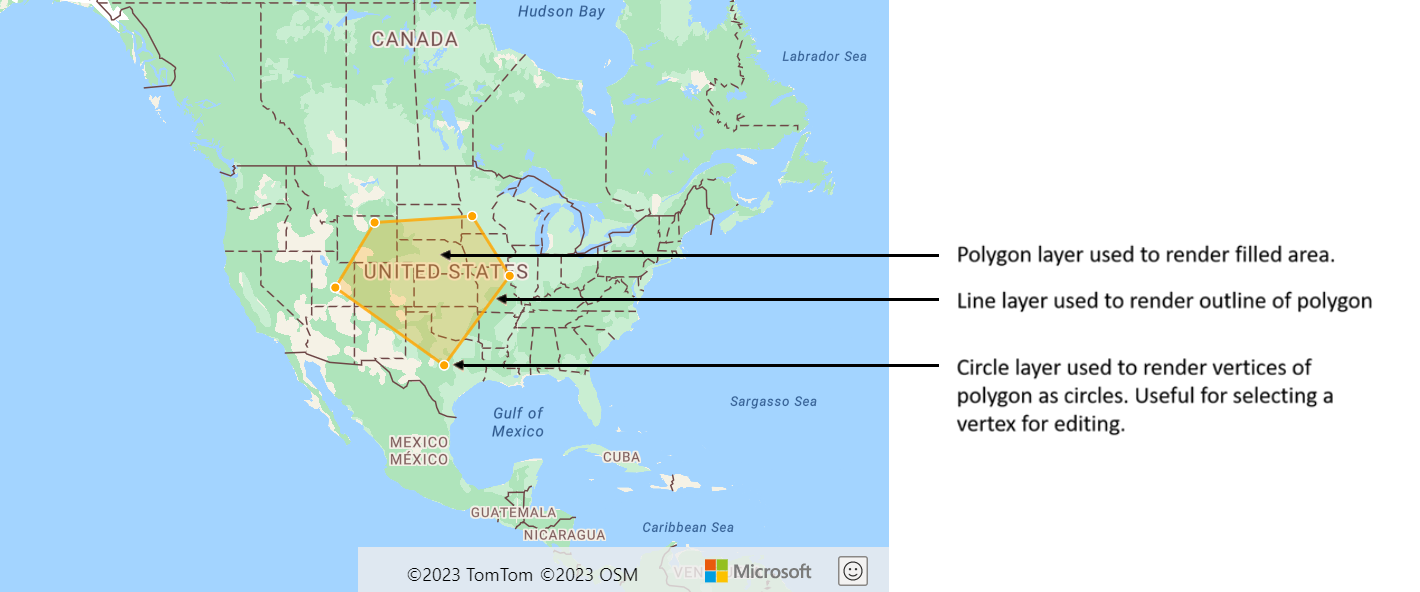 Hudson Bay
CANADA
Labrador Sea
UNITED STATES
Polygon layer used to render filled area.
Line layer used to render outline of polygon
Circle layer used to render vertices of
polygon as circles. Useful for selecting a
vertex for editing.
Sargasso Sea
Gulf of
Mexico
MEXICO
MÉXICO
CUBA
GUATEMALA
NICARAGUA
Caribbean Sea
©2023 TomTom ©2023 OSM
Microsoft